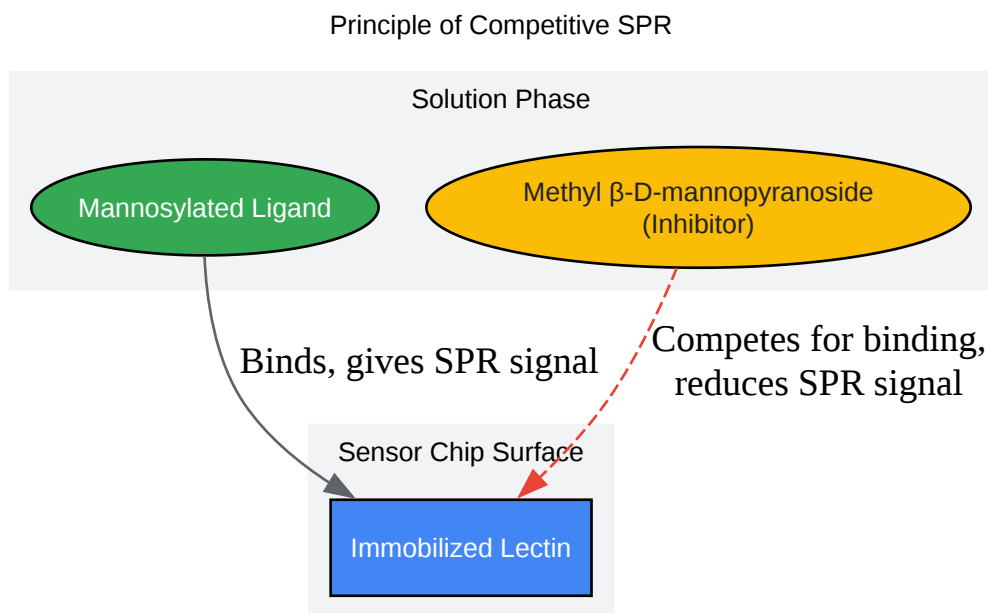 Principle of Competitive SPR
Solution Phase
Mannosylated Ligand
Methyl β-D-mannopyranoside
(Inhibitor)
Binds, gives SPR signal
Competes for binding,
reduces SPR signal
Sensor Chip Surface
Immobilized Lectin